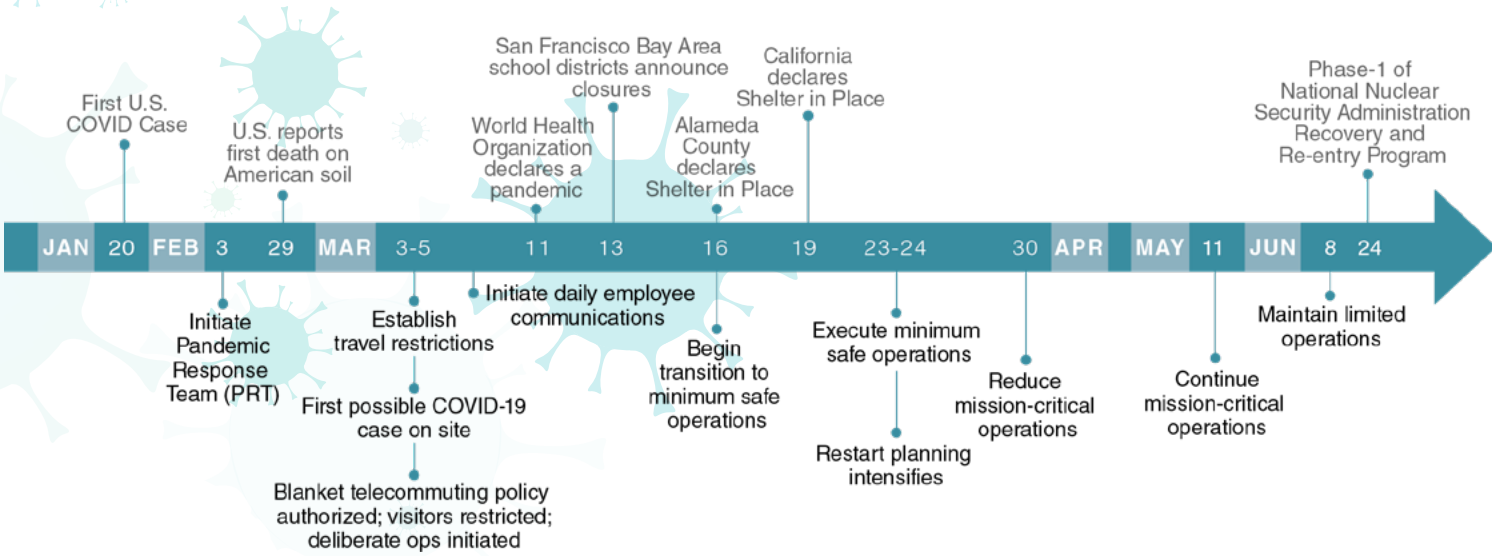 First U.S.
COVID Case
U.S. reports
first death on
American soil
World Health
Organization
declares a
pandemic
San Francisco Bay Area
school districts announce
closures
Alameda
County
declares
Shelter in Place
California
declares
Shelter in Place
Phase-1 of
National Nuclear
Security Administration
Recovery and
Re-entry Program
JAN 20 FEB 3 29 MAR 3-5 11 13 16 19 23-24 30 APR MAY 11 JUN 8 24
Initiate
Pandemic
Response
Team (PRT)
Establish
travel restrictions
First possible COVID-19
case on site
Blanket telecommuting policy
authorized; visitors restricted;
deliberate ops initiated
Initiate daily employee
communications
Begin
transition to
minimum safe
operations
Execute minimum
safe operations
Restart planning
intensifies
Reduce
mission-critical
operations
Continue
mission-critical
operations
Maintain limited
operations